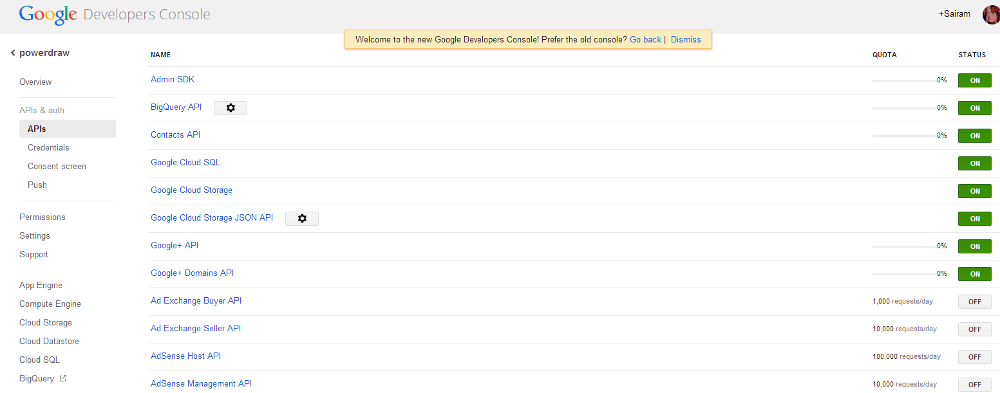 Google Developers Console
+Sairam
Welcome to the new Google Developers Console! Prefer the old console? Go back | Dismiss
powerdraw
Overview
APIs & auth
APIs
Credentials
Consent screen
Push
Permissions
Settings
Support
App Engine
Compute Engine
Cloud Storage
Cloud Datastore
Cloud SQL
BigQuery
NAME QUOTA STATUS
Admin SDK 0% ON
BigQuery API 0% ON
Contacts API 0% ON
Google Cloud SQL ON
Google Cloud Storage ON
Google Cloud Storage JSON API ON
Google+ API 0% ON
Google+ Domains API 0% ON
Ad Exchange Buyer API 1,000 requests/day OFF
Ad Exchange Seller API 10,000 requests/day OFF
AdSense Host API 100,000 requests/day OFF
AdSense Management API 10,000 requests/day OFF